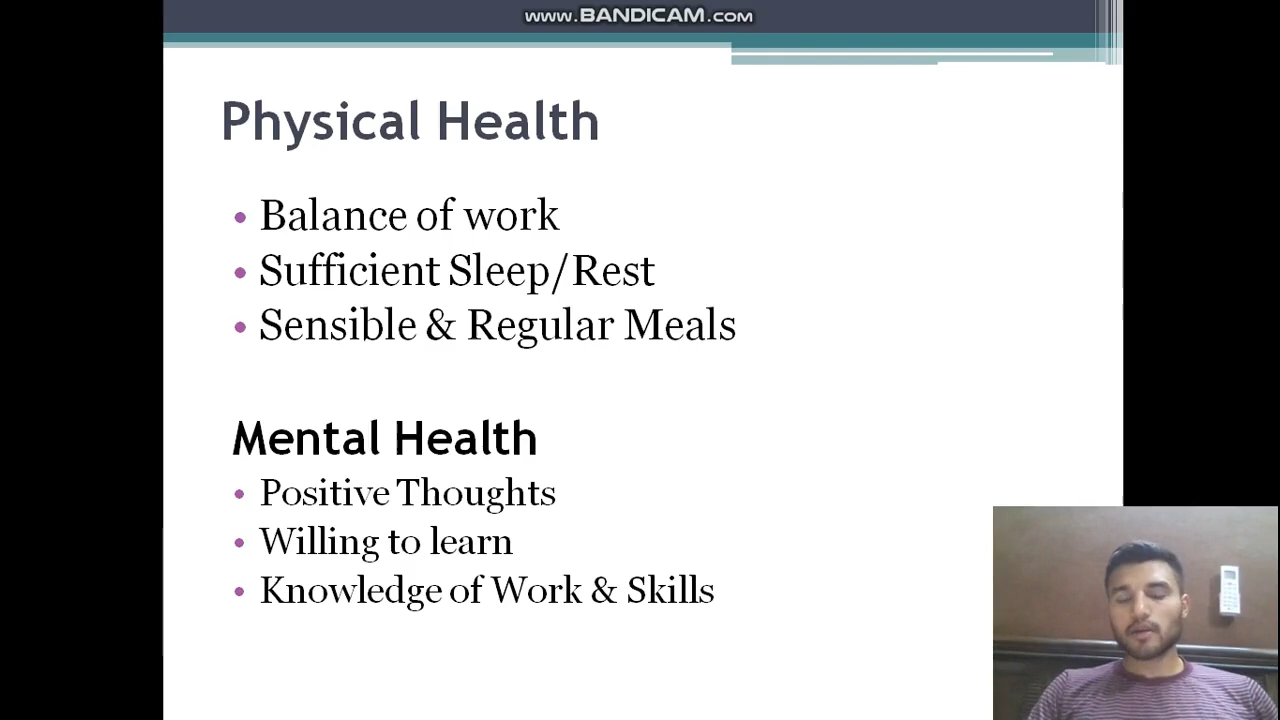 www.BANDICAM.com
Physical Health
• Balance of work
• Sufficient Sleep/Rest
• Sensible & Regular Meals
Mental Health
• Positive Thoughts
• Willing to learn
• Knowledge of Work & Skills